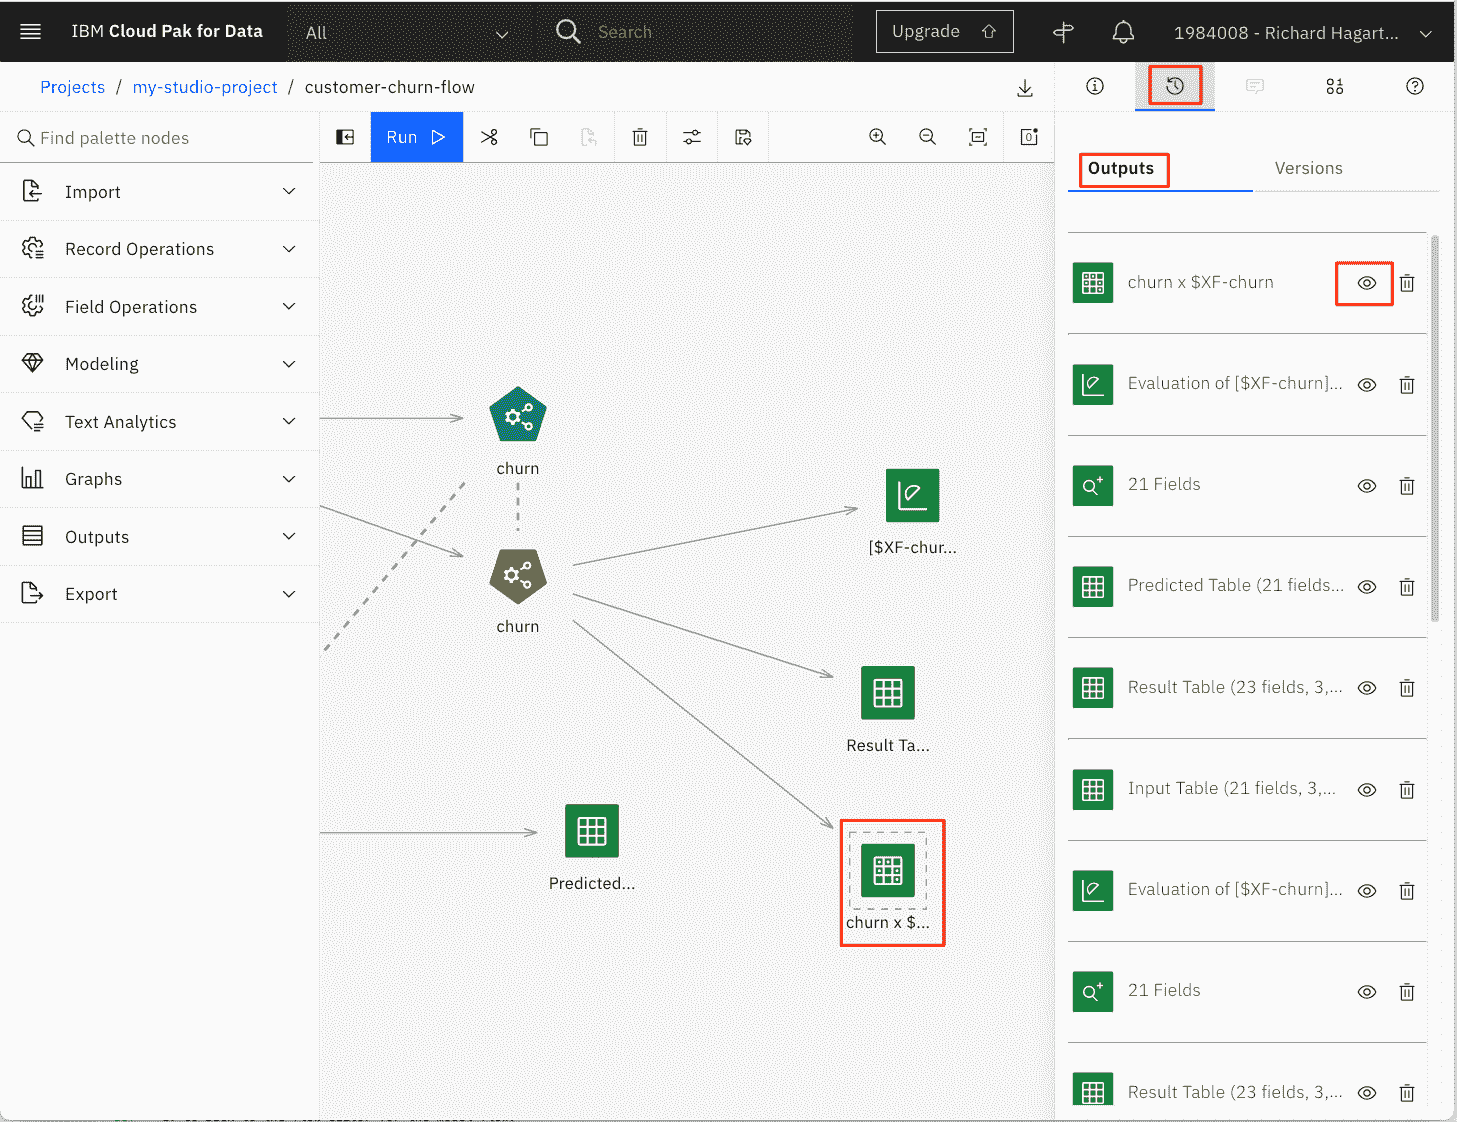 IBM Cloud Pak for Data
All
Search
Upgrade
1984008 - Richard Hagart...
Projects / my-studio-project / customer-churn-flow
Find palette nodes
Run
Import
Record Operations
Field Operations
Modeling
Text Analytics
Graphs
Outputs
Export
churn
churn
[$XF-chur...
Result Ta...
Predicted...
churn x $...
Outputs
Versions
churn x $XF-churn
Evaluation of [$XF-churn]...
21 Fields
Predicted Table (21 fields...
Result Table (23 fields, 3,...
Input Table (21 fields, 3,...
Evaluation of [$XF-churn]...
21 Fields
Result Table (23 fields, 3,...